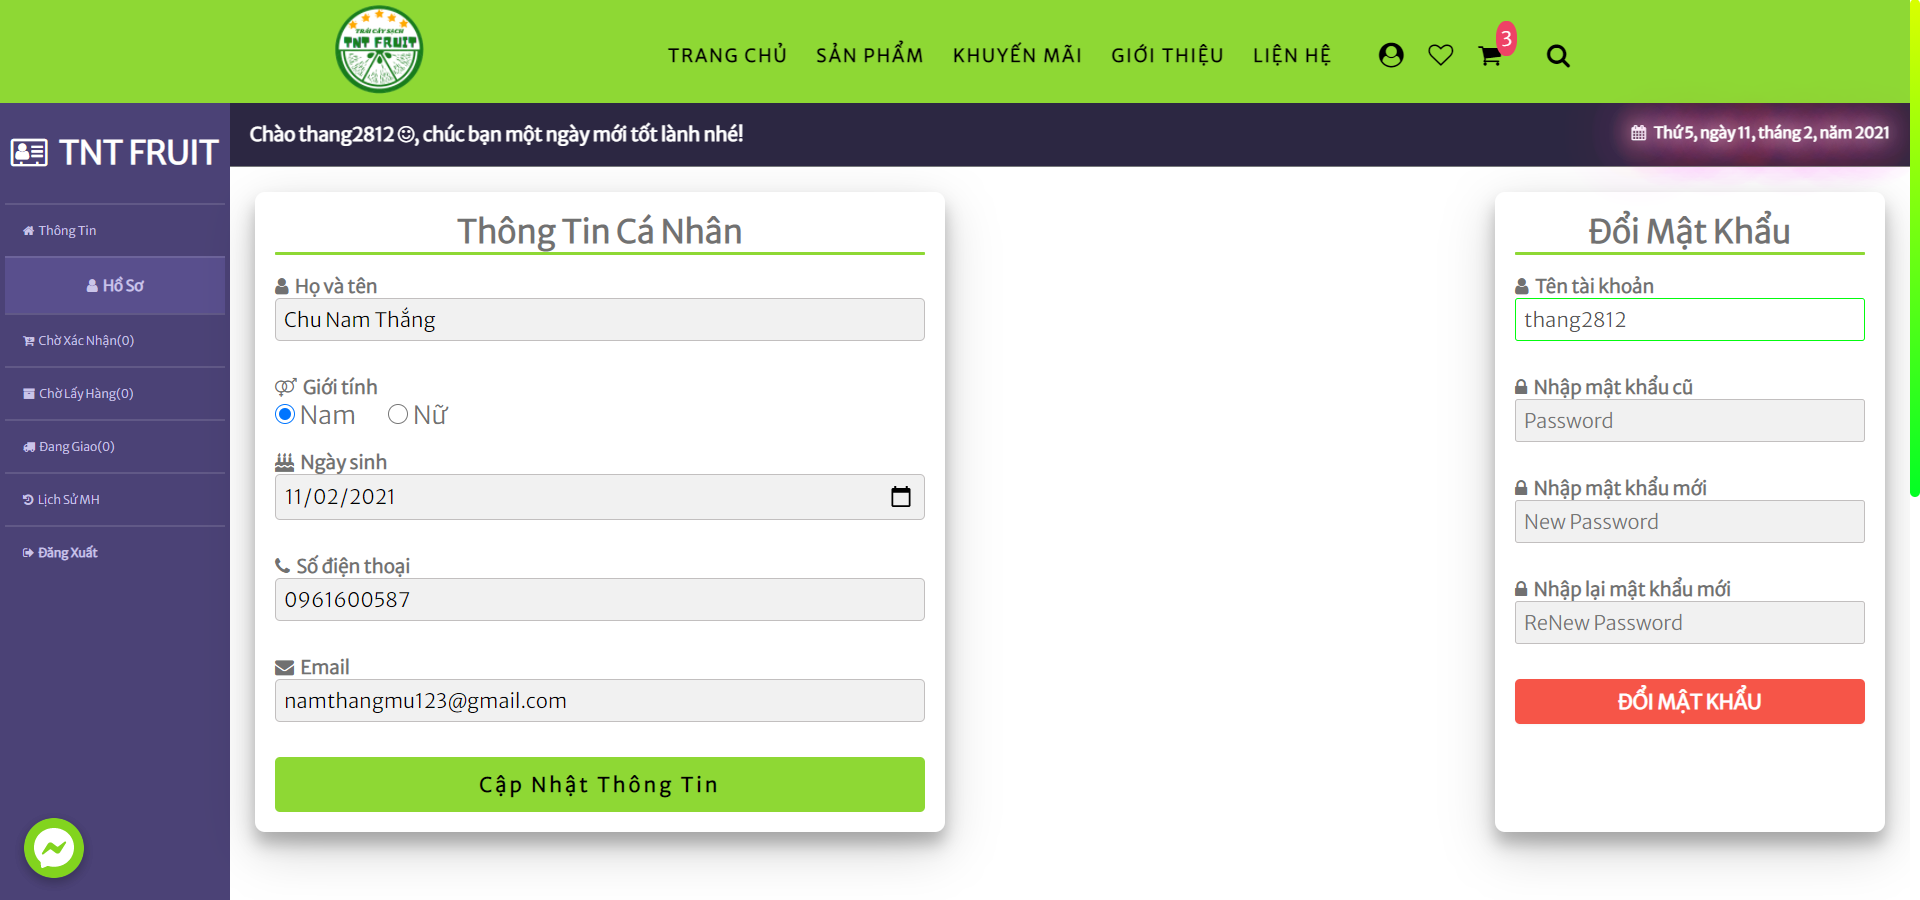 TRÁI CÂY SẠCH
TNT FRUIT
TRANG CHỦ SẢN PHẨM KHUYẾN MÃI GIỚI THIỆU LIỆN HỆ 3
TNT FRUIT
Chào thang2812 , chúc bạn một ngày mới tốt lành nhé!
Thứ 5, ngày 11, tháng 2, năm 2021
Thông Tin
Hồ Sơ
Chờ Xác Nhận(0)
Chờ Lấy Hàng(0)
Đang Giao(0)
Lịch Sử MH
Đăng Xuất
Thông Tin Cá Nhân
Họ và tên
Chu Nam Thắng
Giới tính
Nam Nữ
Ngày sinh
11/02/2021
Số điện thoại
0961600587
Email
namthangmu123@gmail.com
Cập Nhật Thông Tin
Đổi Mật Khẩu
Tên tài khoản
thang2812
Nhập mật khẩu cũ
Password
Nhập mật khẩu mới
New Password
Nhập lại mật khẩu mới
ReNew Password
ĐỔI MẬT KHẨU